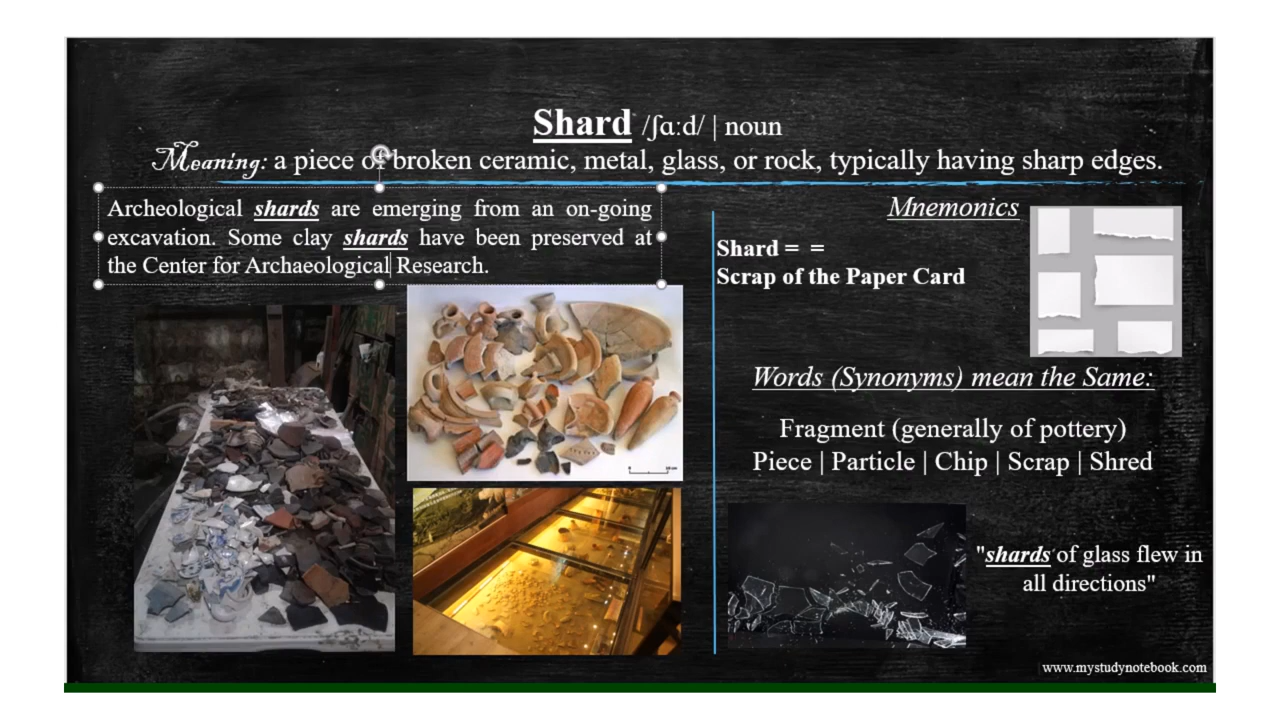 Shard /ʃɑːd/ | noun
Meaning: a piece of broken ceramic, metal, glass, or rock, typically having sharp edges.
Archeological shards are emerging from an on-going
excavation. Some clay shards have been preserved at
the Center for Archaeological Research.
Mnemonics
Shard = =
Scrap of the Paper Card
Words (Synonyms) mean the Same:
Fragment (generally of pottery)
Piece | Particle | Chip | Scrap | Shred
"shards of glass flew in
all directions"
www.mystudynotebook.com